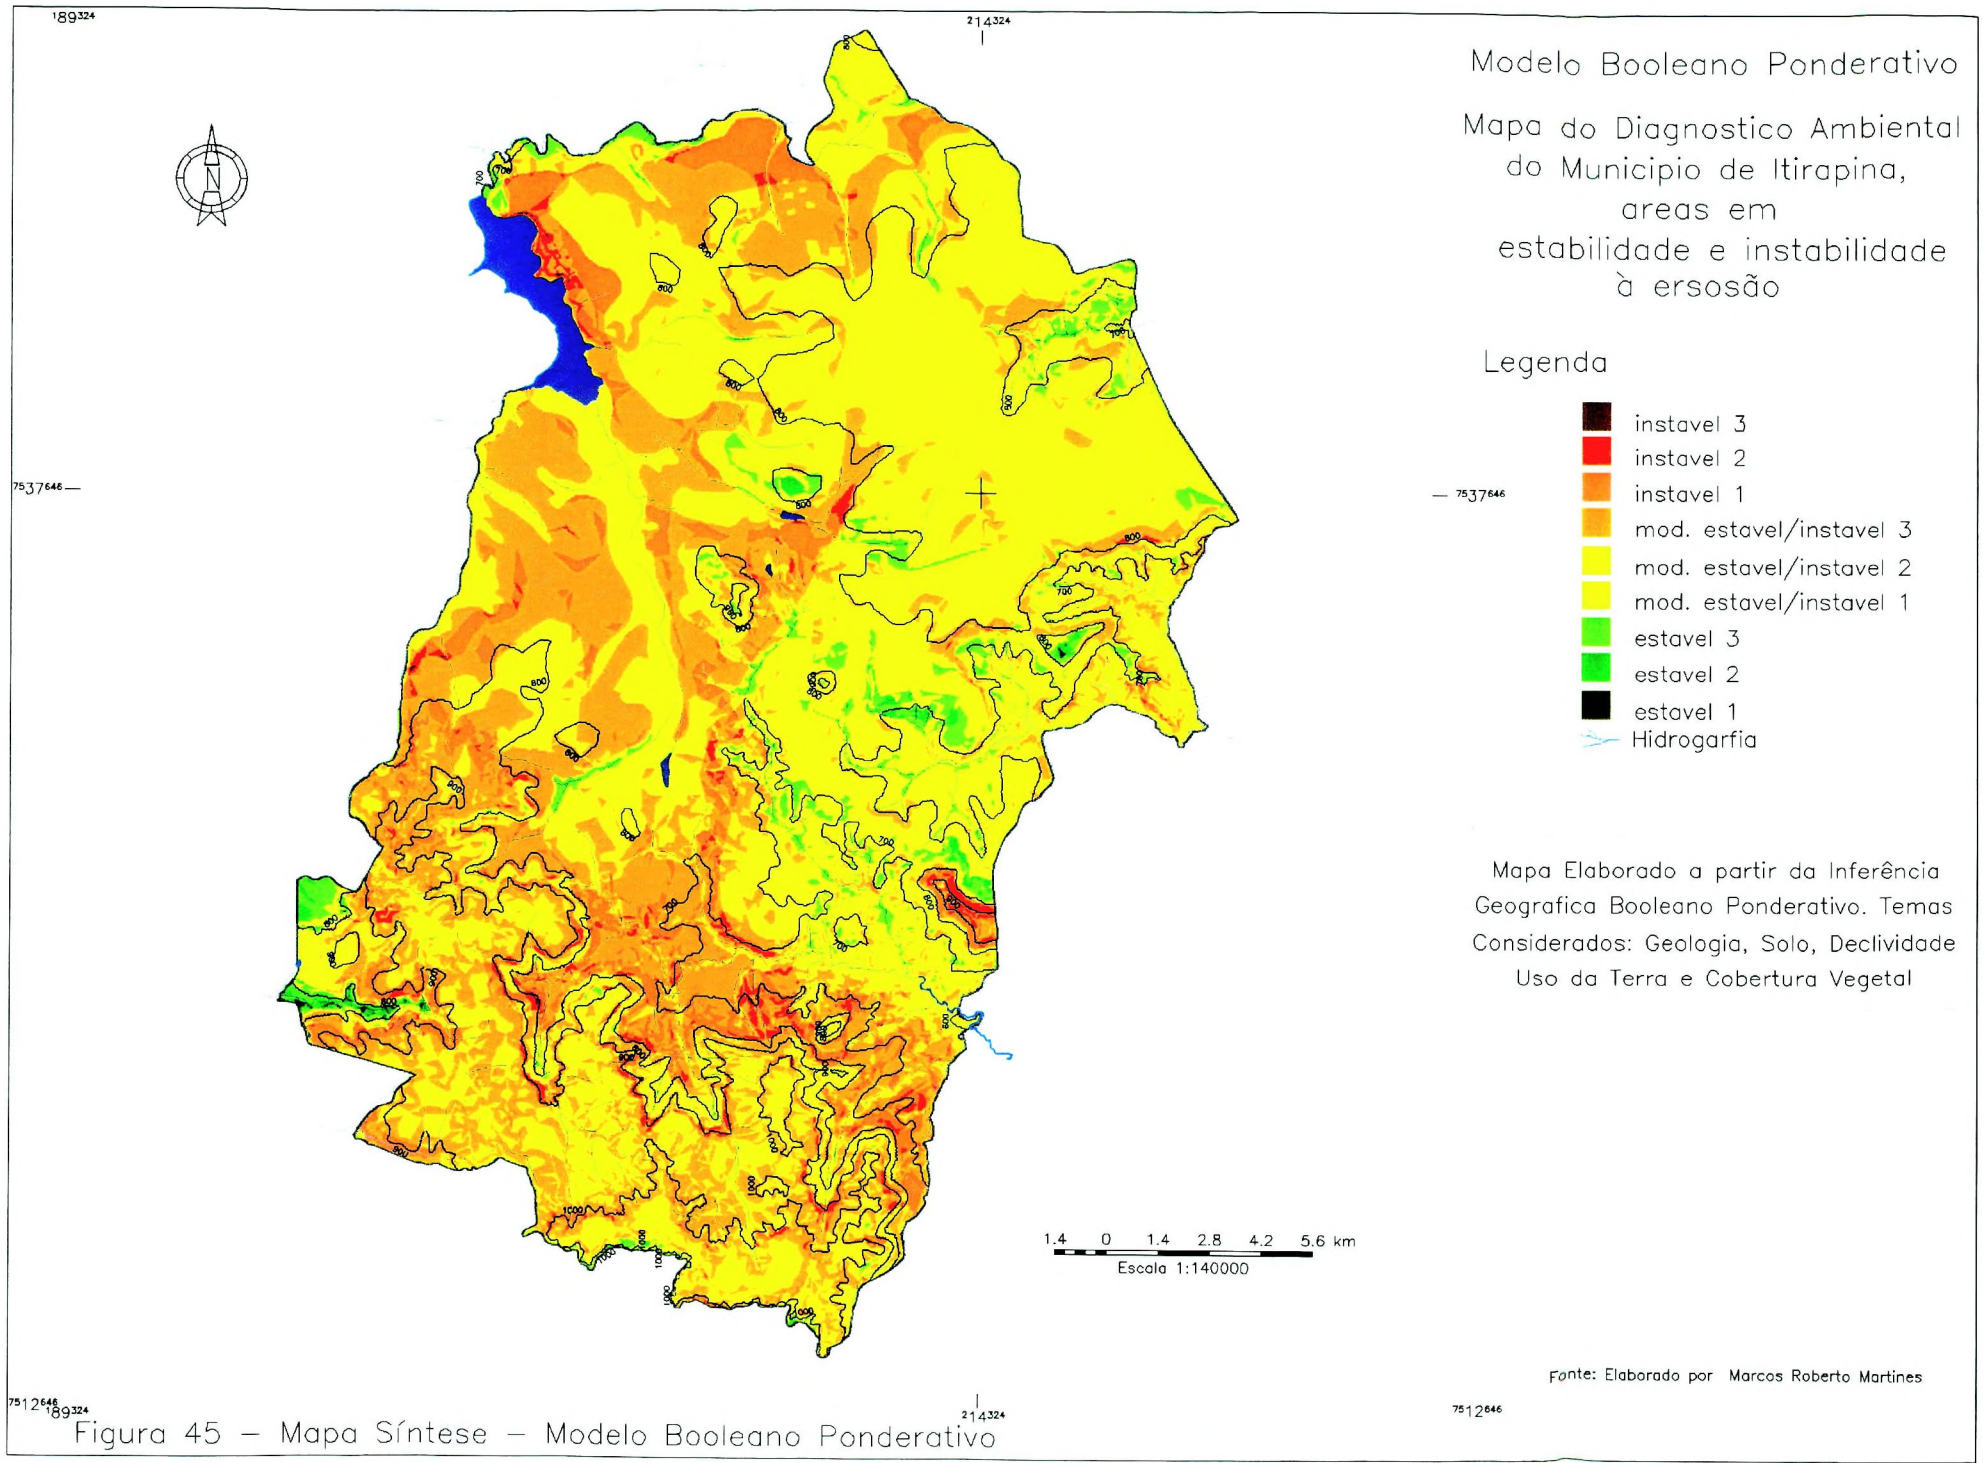 189324
214324
Modelo Booleano Ponderativo
Mapa do Diagnostico Ambiental
do Municipio de Itirapina,
areas em
estabilidade e instabilidade
à ersosão
N
Legenda
instavel 3
instavel 2
instavel 1
mod. estavel/instavel 3
mod. estavel/instavel 2
mod. estavel/instavel 1
estavel 3
estavel 2
estavel 1
Hidrogarfia
7537646
7537646
Mapa Elaborado a partir da Inferência
Geografica Booleano Ponderativo. Temas
Considerados: Geologia, Solo, Declividade
Uso da Terra e Cobertura Vegetal
1.4 0 1.4 2.8 4.2 5.6 km
Escala 1:140000
Fonte: Elaborado por Marcos Roberto Martines
7512646
189324
214324
7512646
Figura 45 – Mapa Síntese – Modelo Booleano Ponderativo